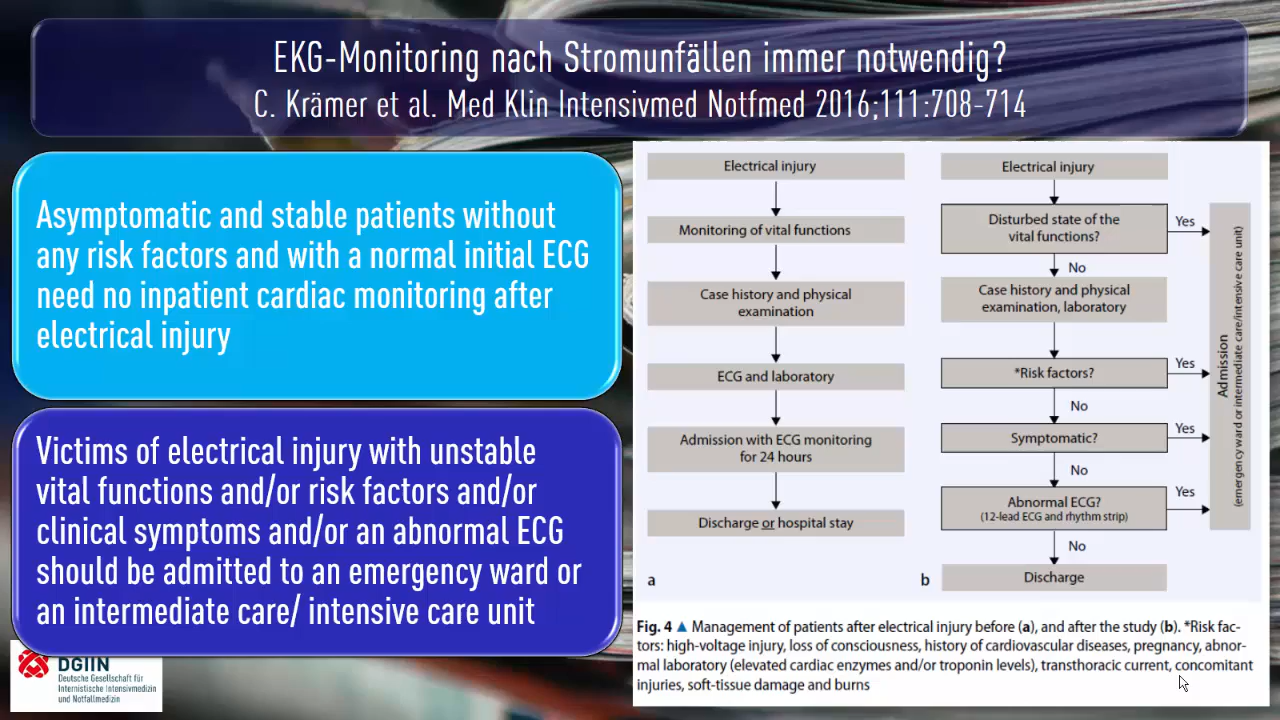 EKG-Monitoring nach Stromunfällen immer notwendig?
C. Krämer et al. Med Klin Intensivmed Notfmed 2016;111:708-714
Asymptomatic and stable patients without
any risk factors and with a normal initial ECG
need no inpatient cardiac monitoring after
electrical injury
Victims of electrical injury with unstable
vital functions and/or risk factors and/or
clinical symptoms and/or an abnormal ECG
should be admitted to an emergency ward or
an intermediate care/ intensive care unit
DGIIN
Deutsche Gesellschaft für
Internistische Intensivmedizin
und Notfallmedizin
Electrical injury
Monitoring of vital functions
Case history and physical
examination
ECG and laboratory
Admission with ECG monitoring
for 24 hours
Discharge or hospital stay
a
Electrical injury
Disturbed state of the
vital functions?
Yes
No
Case history and physical
examination, laboratory
*Risk factors?
Yes
No
Symptomatic?
Yes
No
Abnormal ECG?
(12-lead ECG and rhythm strip)
Yes
No
Discharge
b
Admission
(emergency ward or intermediate care/intensive care unit)
Fig. 4 ▲ Management of patients after electrical injury before (a), and after the study (b). *Risk fac-
tors: high-voltage injury, loss of consciousness, history of cardiovascular diseases, pregnancy, abnor-
mal laboratory (elevated cardiac enzymes and/or troponin levels), transthoracic current, concomitant
injuries, soft-tissue damage and burns